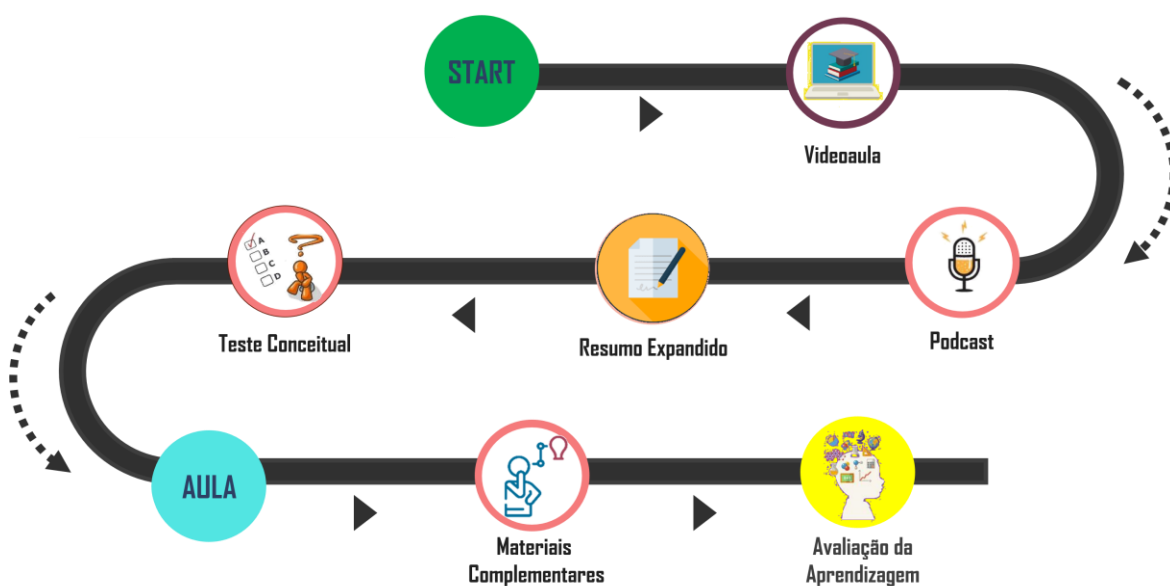 START
Videoaula
Podcast
Resumo Expandido
A
B
C
D
Teste Conceitual
AULA
Materiais
Complementares
Avaliação da
Aprendizagem